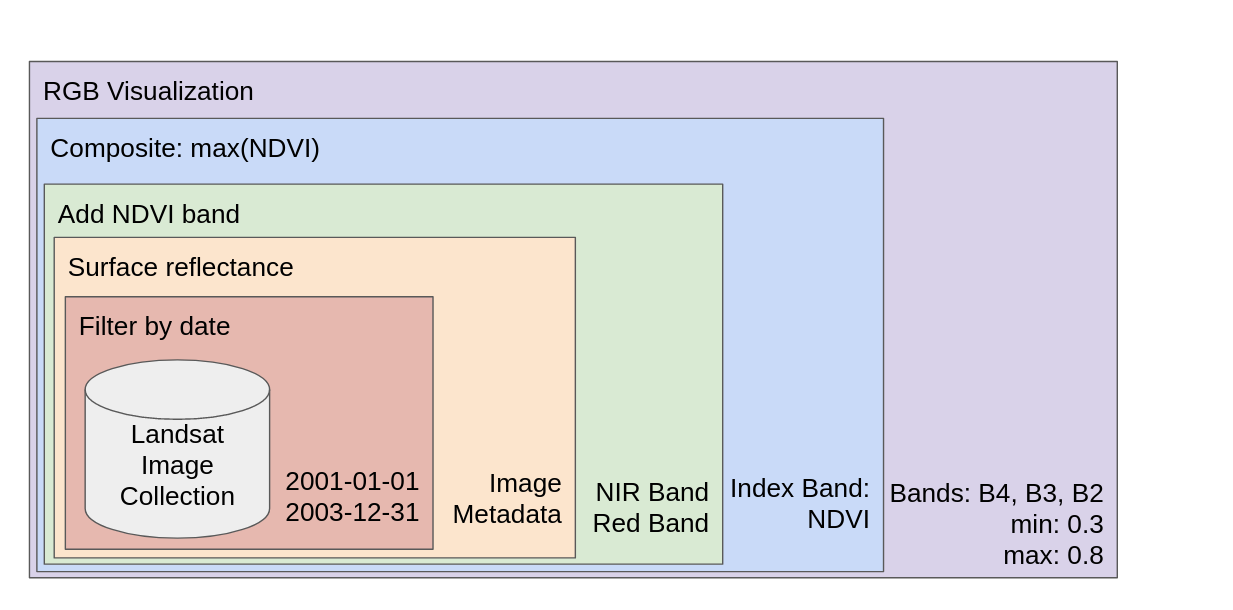 RGB Visualization
Composite: max(NDVI)
Add NDVI band
Surface reflectance
Filter by date
Landsat
Image
Collection
2001-01-01
2003-12-31
Image
Metadata
NIR Band
Red Band
Index Band:
NDVI
Bands: B4, B3, B2
min: 0.3
max: 0.8